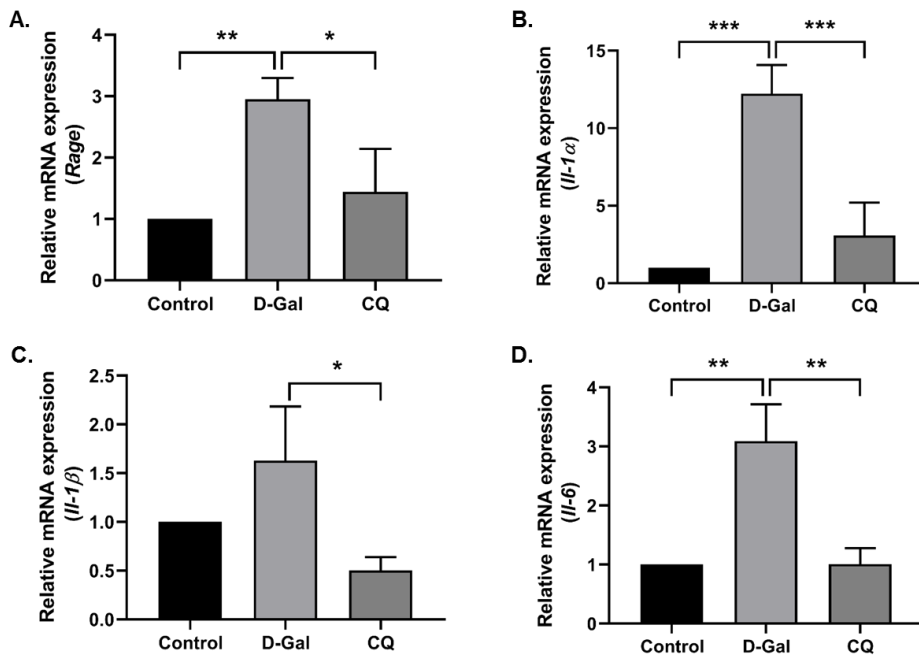 A.
Relative mRNA expression
(Rage)
4
3
2
1
0
** *
Control D-Gal CQ
B.
Relative mRNA expression
(Il-1α)
15
10
5
0
*** ***
Control D-Gal CQ
C.
Relative mRNA expression
(Il-1β)
2.5
2.0
1.5
1.0
0.5
0.0
*
Control D-Gal CQ
D.
Relative mRNA expression
(Il-6)
4
3
2
1
0
** **
Control D-Gal CQ